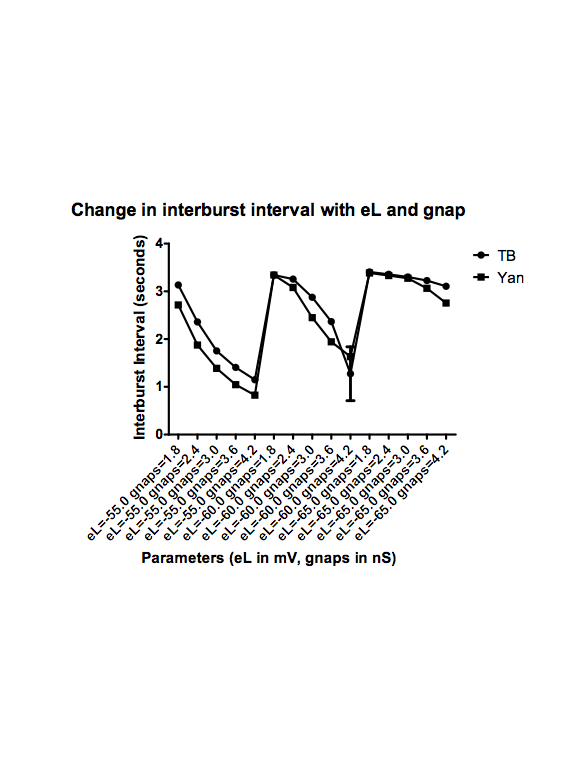 Change in interburst interval with eL and gnap
Interburst Interval (seconds)
4
3
2
1
0
TB
Yan
eL=-55.0 gnaps=1.8
eL=-55.0 gnaps=2.4
eL=-55.0 gnaps=3.0
eL=-55.0 gnaps=3.6
eL=-55.0 gnaps=4.2
eL=-60.0 gnaps=1.8
eL=-60.0 gnaps=2.4
eL=-60.0 gnaps=3.0
eL=-60.0 gnaps=3.6
eL=-60.0 gnaps=4.2
eL=-65.0 gnaps=1.8
eL=-65.0 gnaps=2.4
eL=-65.0 gnaps=3.0
eL=-65.0 gnaps=3.6
eL=-65.0 gnaps=4.2
Parameters (eL in mV, gnaps in nS)